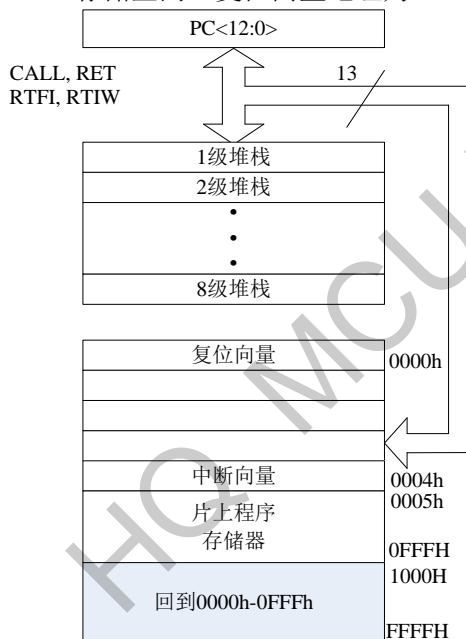 PC<12:0>
CALL, RET
RTFI, RTIW
13
1级堆栈
2级堆栈
8级堆栈
复位向量
0000h
中断向量
0004h
0005h
片上程序
存储器
0FFFH
1000H
回到0000h-0FFFh
FFFFH
HQ MCU